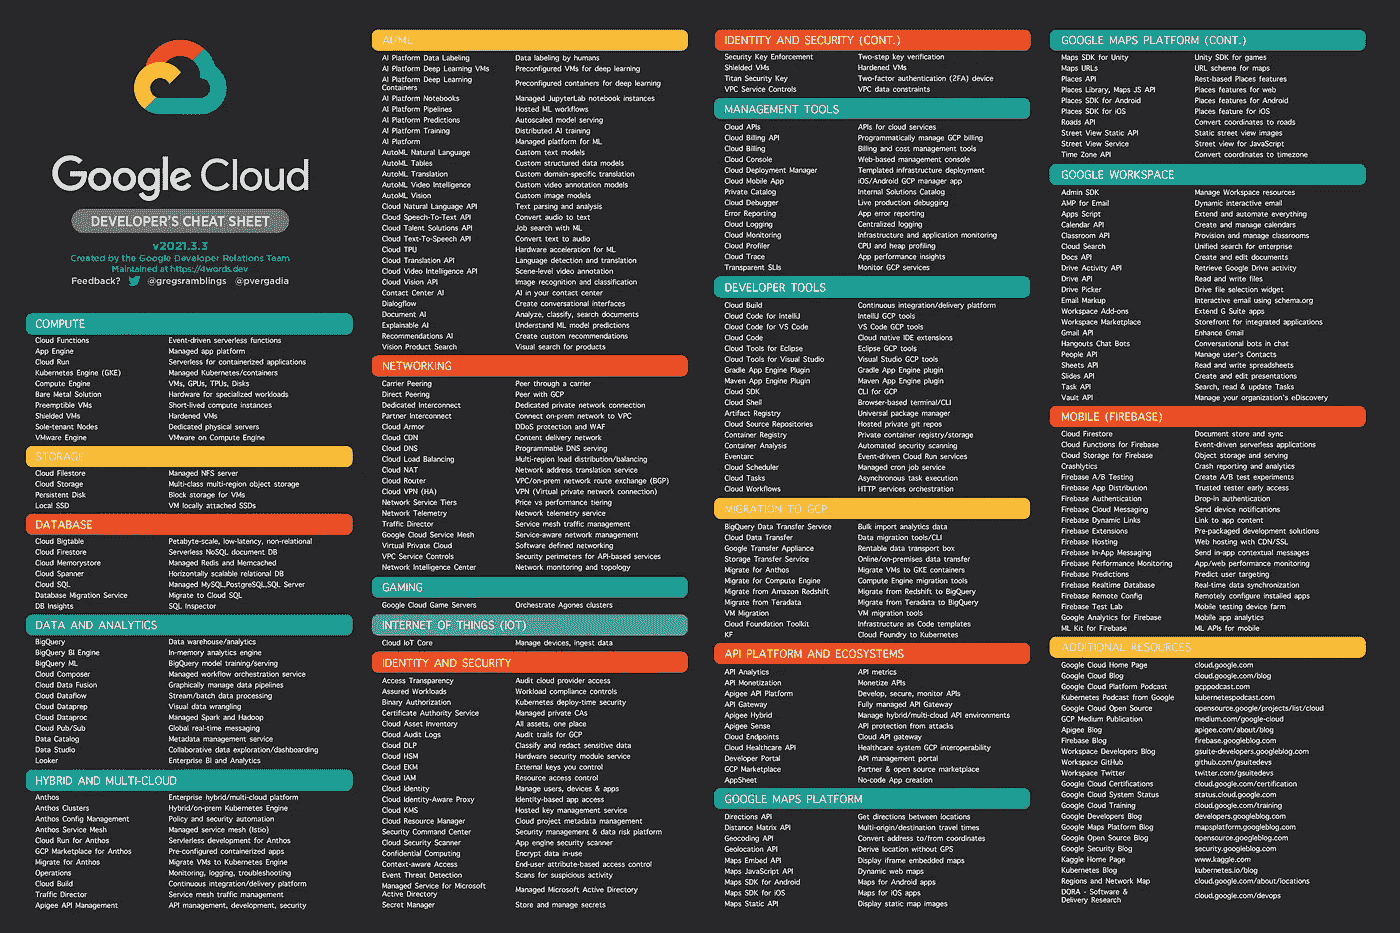 Google Cloud
DEVELOPER'S CHEAT SHEET
v2021.3.3
Created by the Google Developer Relations Team
Maintained at https://4words.dev
Feedback? @gregsramblings @pvergadia
COMPUTE
Cloud Functions Event-driven serverless functions
App Engine Managed app platform
Cloud Run Serverless for containerized applications
Kubernetes Engine (GKE) Managed Kubernetes/containers
Compute Engine VMs, GPUs, TPUs, Disks
Bare Metal Solution Hardware for specialized workloads
Preemptible VMs Short-lived compute instances
Shielded VMs Hardened VMs
Sole-tenant Nodes Dedicated physical servers
VMware Engine VMware on Compute Engine
STORAGE
Cloud Filestore Managed NFS server
Cloud Storage Multi-class multi-region object storage
Persistent Disk Block storage for VMs
Local SSD VM locally attached SSDs
DATABASE
Cloud Bigtable Petabyte-scale, low-latency, non-relational
Cloud Firestore Serverless NoSQL document DB
Cloud Memorystore Managed Redis and Memcached
Cloud Spanner Horizontally scalable relational DB
Cloud SQL Managed MySQL,PostgreSQL,SQL Server
Database Migration Service Migrate to Cloud SQL
DB Insights SQL Inspector
DATA AND ANALYTICS
BigQuery Data warehouse/analytics
BigQuery BI Engine In-memory analytics engine
BigQuery ML BigQuery model training/serving
Cloud Composer Managed workflow orchestration service
Cloud Data Fusion Graphically manage data pipelines
Cloud Dataflow Stream/batch data processing
Cloud Dataprep Visual data wrangling
Cloud Dataproc Managed Spark and Hadoop
Cloud Pub/Sub Global real-time messaging
Data Catalog Metadata management service
Data Studio Collaborative data exploration/dashboarding
Looker Enterprise BI and Analytics
HYBRID AND MULTI-CLOUD
Anthos Enterprise hybrid/multi-cloud platform
Anthos Clusters Hybrid/on-prem Kubernetes Engine
Anthos Config Management Policy and security automation
Anthos Service Mesh Managed service mesh (Istio)
Cloud Run for Anthos Serverless development for Anthos
GCP Marketplace for Anthos Pre-configured containerized apps
Migrate for Anthos Migrate VMs to Kubernetes Engine
Operations Monitoring, logging, troubleshooting
Cloud Build Continuous integration/delivery platform
Traffic Director Service mesh traffic management
Apigee API Management API management, development, security
AI/ML
AI Platform Data Labeling Data labeling by humans
AI Platform Deep Learning VMs Preconfigured VMs for deep learning
AI Platform Deep Learning Containers Preconfigured containers for deep learning
AI Platform Notebooks Managed JupyterLab notebook instances
AI Platform Pipelines Hosted ML workflows
AI Platform Predictions Autoscaled model serving
AI Platform Training Distributed AI training
AI Platform Managed platform for ML
AutoML Natural Language Custom text models
AutoML Tables Custom structured data models
AutoML Translation Custom domain-specific translation
AutoML Video Intelligence Custom video annotation models
AutoML Vision Custom image models
Cloud Natural Language API Text parsing and analysis
Cloud Speech-To-Text API Convert audio to text
Cloud Talent Solutions API Job search with ML
Cloud Text-To-Speech API Convert text to audio
Cloud TPU Hardware acceleration for ML
Cloud Translation API Language detection and translation
Cloud Video Intelligence API Scene-level video annotation
Cloud Vision API Image recognition and classification
Contact Center AI AI in your contact center
Dialogflow Create conversational interfaces
Document AI Analyze, classify, search documents
Explainable AI Understand ML model predictions
Recommendations AI Create custom recommendations
Vision Product Search Visual search for products
NETWORKING
Carrier Peering Peer through a carrier
Direct Peering Peer with GCP
Dedicated Interconnect Dedicated private network connection
Partner Interconnect Connect on-prem network to VPC
Cloud Armor DDoS protection and WAF
Cloud CDN Content delivery network
Cloud DNS Programmable DNS serving
Cloud Load Balancing Multi-region load distribution/balancing
Cloud NAT Network address translation service
Cloud Router VPC/on-prem network route exchange (BGP)
Cloud VPN (HA) VPN (Virtual private network connection)
Network Service Tiers Price vs performance tiering
Network Telemetry Network telemetry service
Traffic Director Service mesh traffic management
Google Cloud Service Mesh Service-aware network management
Virtual Private Cloud Software defined networking
VPC Service Controls Security perimeters for API-based services
Network Intelligence Center Network monitoring and topology
GAMING
Google Cloud Game Servers Orchestrate Agones clusters
INTERNET OF THINGS (IOT)
Cloud IoT Core Manage devices, ingest data
IDENTITY AND SECURITY
Access Transparency Audit cloud provider access
Assured Workloads Workload compliance controls
Binary Authorization Kubernetes deploy-time security
Certificate Authority Service Managed private CAs
Cloud Asset Inventory All assets, one place
Cloud Audit Logs Audit trails for GCP
Cloud DLP Classify and redact sensitive data
Cloud HSM Hardware security module service
Cloud EKM External keys you control
Cloud IAM Resource access control
Cloud Identity Manage users, devices & apps
Cloud Identity-Aware Proxy Identity-based app access
Cloud KMS Hosted key management service
Cloud Resource Manager Cloud project metadata management
Security Command Center Security management & data risk platform
Cloud Security Scanner App engine security scanner
Confidential Computing Encrypt data in-use
Context-aware Access End-user attribute-based access control
Event Threat Detection Scans for suspicious activity
Managed Service for Microsoft Active Directory Managed Microsoft Active Directory
Secret Manager Store and manage secrets
IDENTITY AND SECURITY (CONT.)
Security Key Enforcement Two-step key verification
Shielded VMs Hardened VMs
Titan Security Key Two-factor authentication (2FA) device
VPC Service Controls VPC data constraints
MANAGEMENT TOOLS
Cloud APIs APIs for cloud services
Cloud Billing API Programmatically manage GCP billing
Cloud Billing Billing and cost management tools
Cloud Console Web-based management console
Cloud Deployment Manager Templated infrastructure deployment
Cloud Mobile App iOS/Android GCP manager app
Private Catalog Internal Solutions Catalog
Cloud Debugger Live production debugging
Error Reporting App error reporting
Cloud Logging Centralized logging
Cloud Monitoring Infrastructure and application monitoring
Cloud Profiler CPU and heap profiling
Cloud Trace App performance insights
Transparent SLIs Monitor GCP services
DEVELOPER TOOLS
Cloud Build Continuous integration/delivery platform
Cloud Code for IntelliJ IntelliJ GCP tools
Cloud Code for VS Code VS Code GCP tools
Cloud Code Cloud native IDE extensions
Cloud Tools for Eclipse Eclipse GCP tools
Cloud Tools for Visual Studio Visual Studio GCP tools
Gradle App Engine Plugin Gradle App Engine plugin
Maven App Engine Plugin Maven App Engine plugin
Cloud SDK CLI for GCP
Cloud Shell Browser-based terminal/CLI
Artifact Registry Universal package manager
Cloud Source Repositories Hosted private git repos
Container Registry Private container registry/storage
Container Analysis Automated security scanning
Eventarc Event-driven Cloud Run services
Cloud Scheduler Managed cron job service
Cloud Tasks Asynchronous task execution
Cloud Workflows HTTP services orchestration
MIGRATION TO GCP
BigQuery Data Transfer Service Bulk import analytics data
Cloud Data Transfer Data migration tools/CLI
Google Transfer Appliance Rentable data transport box
Storage Transfer Service Online/on-premises data transfer
Migrate for Anthos Migrate VMs to GKE containers
Migrate for Compute Engine Compute Engine migration tools
Migrate from Amazon Redshift Migrate from Redshift to BigQuery
Migrate from Teradata Migrate from Teradata to BigQuery
VM Migration VM migration tools
Cloud Foundation Toolkit Infrastructure as Code templates
KF Cloud Foundry to Kubernetes
API PLATFORM AND ECOSYSTEMS
API Analytics API metrics
API Monetization Monetize APIs
Apigee API Platform Develop, secure, monitor APIs
API Gateway Fully managed API Gateway
Apigee Hybrid Manage hybrid/multi-cloud API environments
Apigee Sense API protection from attacks
Cloud Endpoints Cloud API gateway
Cloud Healthcare API Healthcare system GCP interoperability
Developer Portal API management portal
GCP Marketplace Partner & open source marketplace
AppSheet No-code App creation
GOOGLE MAPS PLATFORM
Directions API Get directions between locations
Distance Matrix API Multi-origin/destination travel times
Geocoding API Convert address to/from coordinates
Geolocation API Derive location without GPS
Maps Embed API Display iframe embedded maps
Maps JavaScript API Dynamic web maps
Maps SDK for Android Maps for Android apps
Maps SDK for iOS Maps for iOS apps
Maps Static API Display static map images
GOOGLE MAPS PLATFORM (CONT.)
Maps SDK for Unity Unity SDK for games
Maps URLs URL scheme for maps
Places API Rest-based Places features
Places Library, Maps JS API Places features for web
Places SDK for Android Places features for Android
Places SDK for iOS Places feature for iOS
Roads API Convert coordinates to roads
Street View Static API Static street view images
Street View Service Street view for JavaScript
Time Zone API Convert coordinates to timezone
GOOGLE WORKSPACE
Admin SDK Manage Workspace resources
AMP for Email Dynamic interactive email
Apps Script Extend and automate everything
Calendar API Create and manage calendars
Classroom API Provision and manage classrooms
Cloud Search Unified search for enterprise
Docs API Create and edit documents
Drive Activity API Retrieve Google Drive activity
Drive API Read and write files
Drive Picker Drive file selection widget
Email Markup Interactive email using schema.org
Workspace Add-ons Extend G Suite apps
Workspace Marketplace Storefront for integrated applications
Gmail API Enhance Gmail
Hangouts Chat Bots Conversational bots in chat
People API Manage user's Contacts
Sheets API Read and write spreadsheets
Slides API Create and edit presentations
Task API Search, read & update Tasks
Vault API Manage your organization's eDiscovery
MOBILE (FIREBASE)
Cloud Firestore Document store and sync
Cloud Functions for Firebase Event-driven serverless applications
Cloud Storage for Firebase Object storage and serving
Crashlytics Crash reporting and analytics
Firebase A/B Testing Create A/B test experiments
Firebase App Distribution Trusted tester early access
Firebase Authentication Drop-in authentication
Firebase Cloud Messaging Send device notifications
Firebase Dynamic Links Link to app content
Firebase Extensions Pre-packaged development solutions
Firebase Hosting Web hosting with CDN/SSL
Firebase In-App Messaging Send in-app contextual messages
Firebase Performance Monitoring App/web performance monitoring
Firebase Predictions Predict user targeting
Firebase Realtime Database Real-time data synchronization
Firebase Remote Config Remotely configure installed apps
Firebase Test Lab Mobile testing device farm
Google Analytics for Firebase Mobile app analytics
ML Kit for Firebase ML APIs for mobile
ADDITIONAL RESOURCES
Google Cloud Home Page cloud.google.com
Google Cloud Blog cloud.google.com/blog
Google Cloud Platform Podcast gcppodcast.com
Kubernetes Podcast from Google kubernetespodcast.com
Google Cloud Open Source opensource.google/projects/list/cloud
GCP Medium Publication medium.com/google-cloud
Apigee Blog apigee.com/about/blog
Firebase Blog firebase.googleblog.com
Workspace Developers Blog gsuite-developers.googleblog.com
Workspace GitHub github.com/gsuitedevs
Workspace Twitter twitter.com/gsuitedevs
Google Cloud Certifications cloud.google.com/certification
Google Cloud System Status status.cloud.google.com
Google Cloud Training cloud.google.com/training
Google Developers Blog developers.googleblog.com
Google Maps Platform Blog mapsplatform.googleblog.com
Google Open Source Blog opensource.googleblog.com
Google Security Blog security.googleblog.com
Kaggle Home Page www.kaggle.com
Kubernetes Blog kubernetes.io/blog
Regions and Network Map cloud.google.com/about/locations
DORA - Software & Delivery Research cloud.google.com/devops